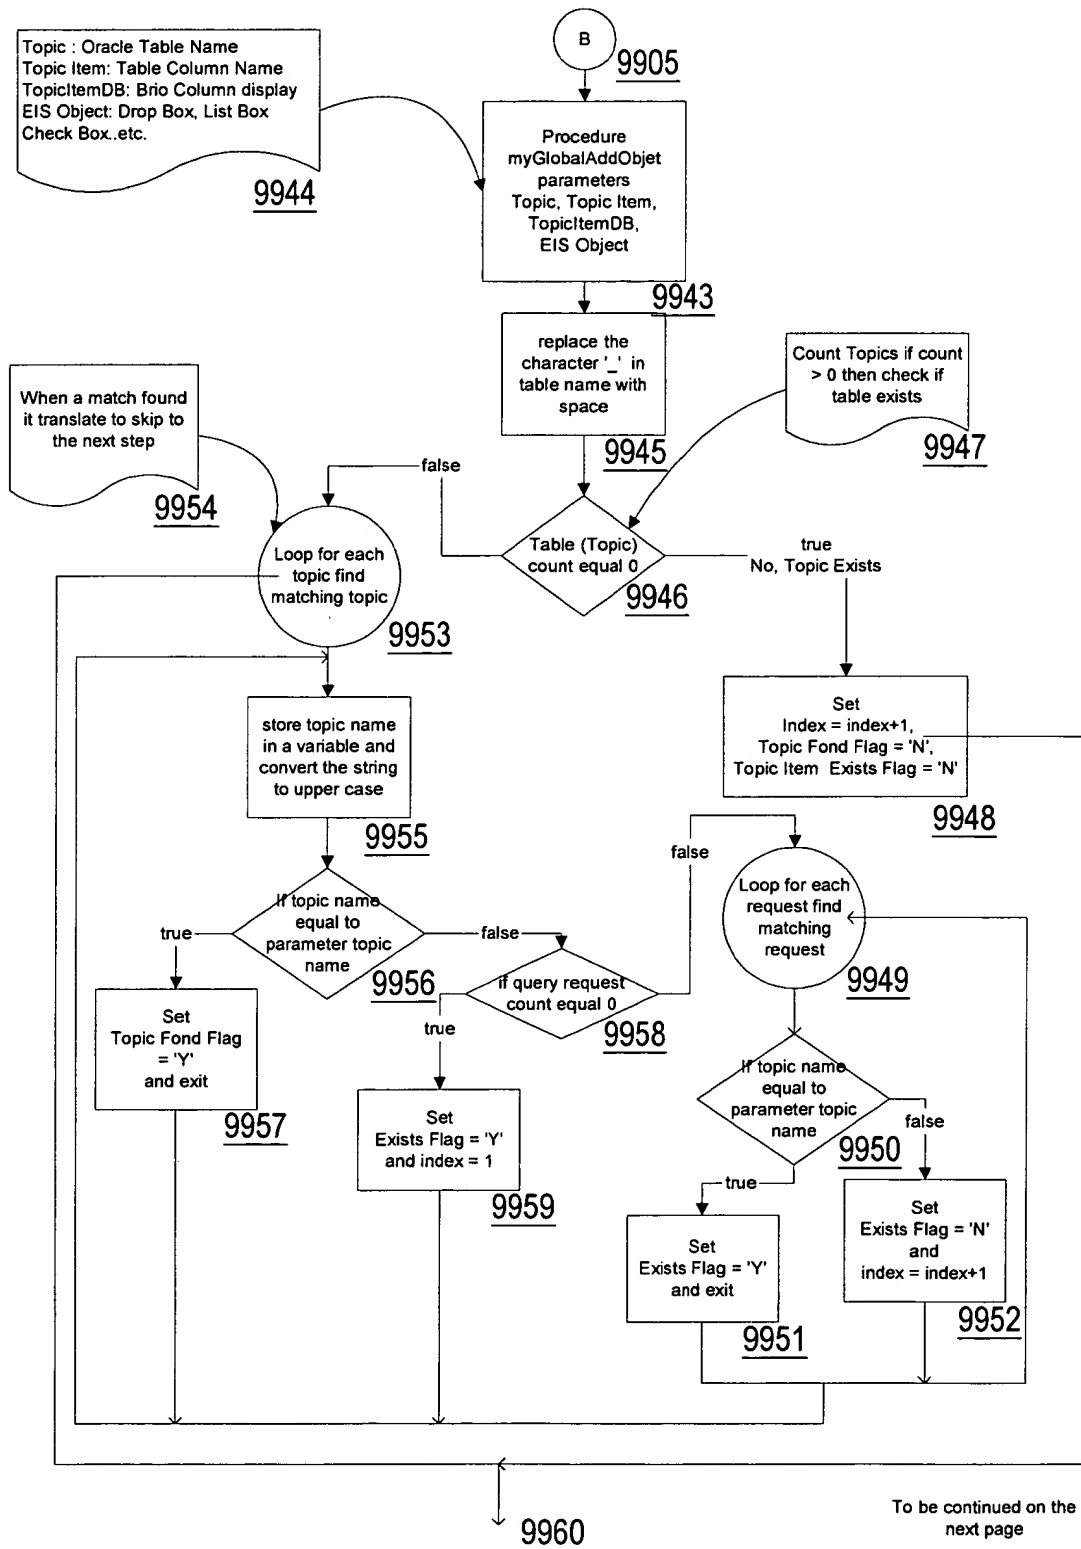 B
9905
Topic : Oracle Table Name
Topic Item: Table Column Name
TopicItemDB: Brio Column display
EIS Object: Drop Box, List Box
Check Box..etc.
9944
Procedure
myGlobalAddObjet
parameters
Topic, Topic Item,
TopicItemDB,
EIS Object
9943
replace the
character '_' in
table name with
space
9945
Count Topics if count
> 0 then check if
table exists
9947
When a match found
it translate to skip to
the next step
9954
false
Table (Topic)
count equal 0
9946
true
No, Topic Exists
Loop for each
topic find
matching topic
9953
Set
Index = index+1,
Topic Fond Flag = 'N',
Topic Item Exists Flag = 'N'
9948
store topic name
in a variable and
convert the string
to upper case
9955
false
Loop for each
request find
matching
request
9949
If topic name
equal to
parameter topic
name
9956
true
false
if query request
count equal 0
9958
true
Set
Topic Fond Flag
= 'Y'
and exit
9957
Set
Exists Flag = 'Y'
and index = 1
9959
If topic name
equal to
parameter topic
name
9950
false
true
Set
Exists Flag = 'Y'
and exit
9951
Set
Exists Flag = 'N'
and
index = index+1
9952
9960
To be continued on the
next page